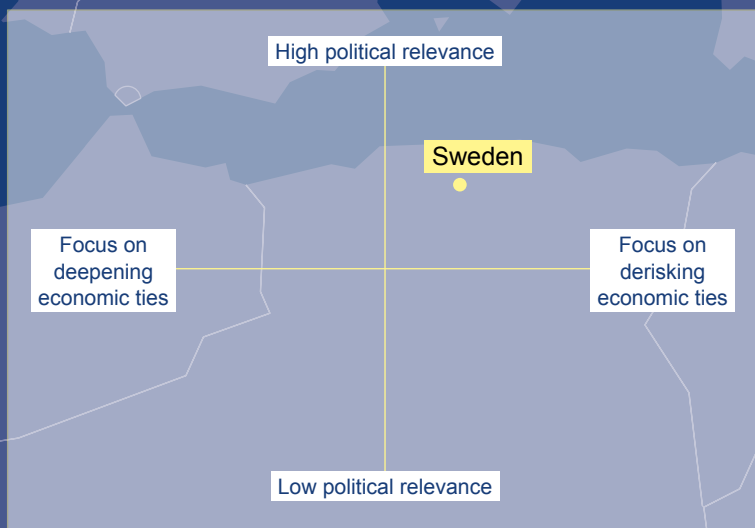 High political relevance
Sweden
Focus on
deepening
economic ties
Focus on
derisking
economic ties
Low political relevance